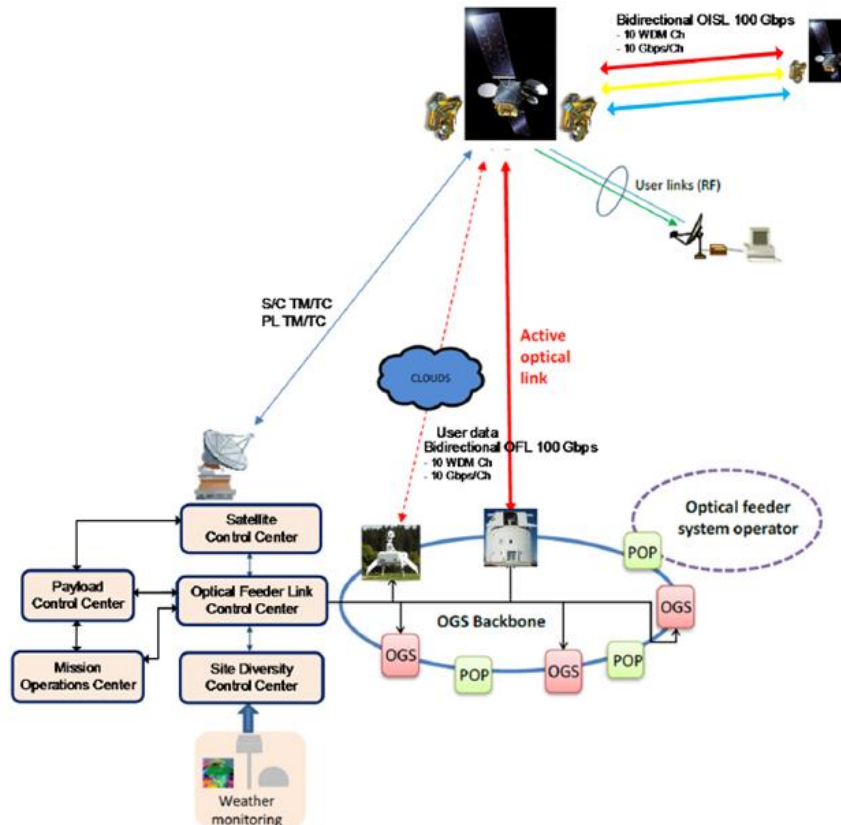 Bidirectional OISL 100 Gbps
- 10 WDM Ch
- 10 Gbps/Ch
User links (RF)
S/C TM/TC
PL TM/TC
Active
optical
link
CLOUDS
User data
Bidirectional OFL 100 Gbps
- 10 WDM Ch
- 10 Gbps/Ch
Optical feeder
system operator
Satellite
Control Center
POP
Payload
Control Center
Optical Feeder Link
Control Center
OGS
OGS Backbone
Mission
Operations Center
Site Diversity
Control Center
OGS
POP
OGS
POP
Weather
monitoring